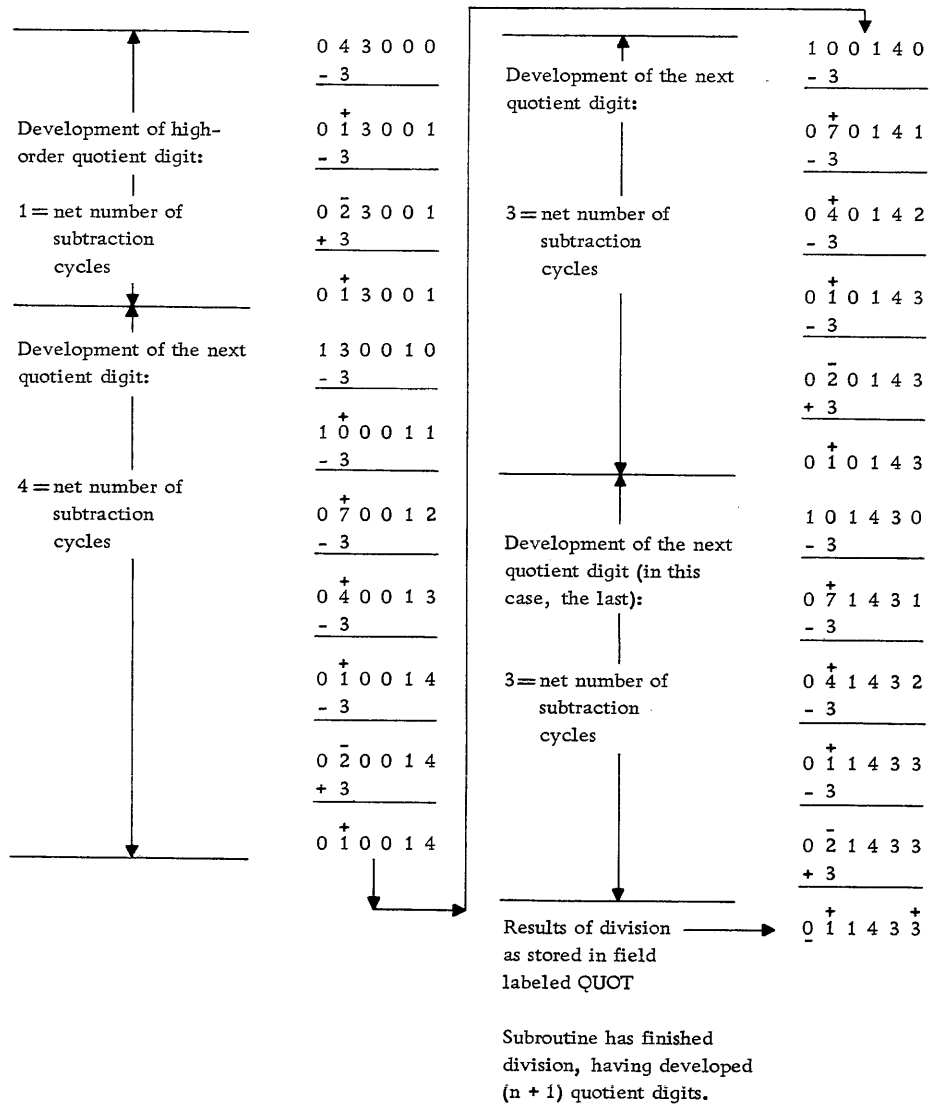 Development of high-
order quotient digit:
1 = net number of
subtraction
cycles
0 4 3 0 0 0
- 3
+
0 1 3 0 0 1
- 3
-
0 2 3 0 0 1
+ 3
+
0 1 3 0 0 1
Development of the next
quotient digit:
4 = net number of
subtraction
cycles
1 3 0 0 1 0
- 3
+
1 0 0 0 1 1
- 3
+
0 7 0 0 1 2
- 3
+
0 4 0 0 1 3
- 3
+
0 1 0 0 1 4
- 3
-
0 2 0 0 1 4
+ 3
+
0 1 0 0 1 4
Development of the next
quotient digit:
3 = net number of
subtraction
cycles
1 0 0 1 4 0
- 3
+
0 7 0 1 4 1
- 3
+
0 4 0 1 4 2
- 3
+
0 1 0 1 4 3
- 3
-
0 2 0 1 4 3
+ 3
+
0 1 0 1 4 3
Development of the next
quotient digit (in this
case, the last):
3 = net number of
subtraction
cycles
1 0 1 4 3 0
- 3
+
0 7 1 4 3 1
- 3
+
0 4 1 4 3 2
- 3
+
0 1 1 4 3 3
- 3
-
0 2 1 4 3 3
+ 3
Results of division
as stored in field
labeled QUOT
+ +
0 1 1 4 3 3
Subroutine has finished
division, having developed
(n + 1) quotient digits.